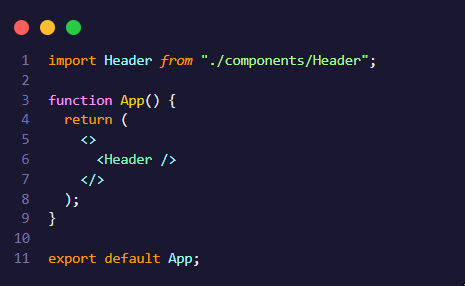 1 import Header from "./components/Header";
2
3 function App() {
4   return (
5     <>
6       <Header />
7     </>
8   );
9 }
10
11 export default App;